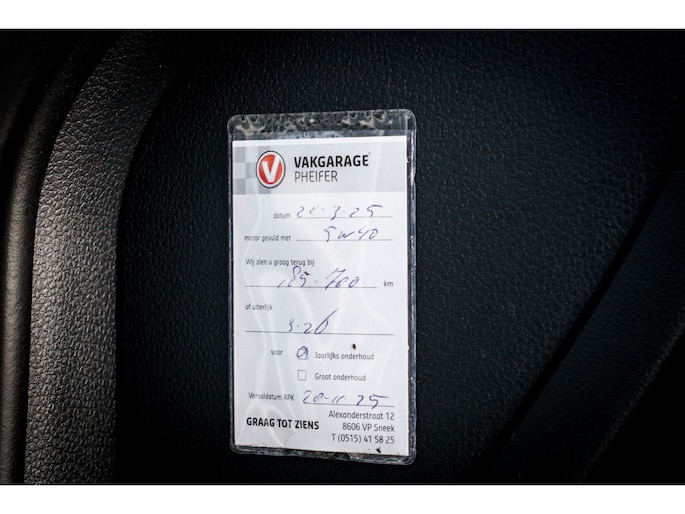 V VAKGARAGE
PHEIFER
datum 20-3-25
motor gevuld met 5W40
Wij zien u graag terug bij
185-700 km
of uiterlijk
3-26
voor Jaarlijks onderhoud
Groot onderhoud
Vervaldatum APK 20-11-25
Alexanderstraat 12
GRAAG TOT ZIENS 8606 VP Sneek
T (0515) 41 58 25